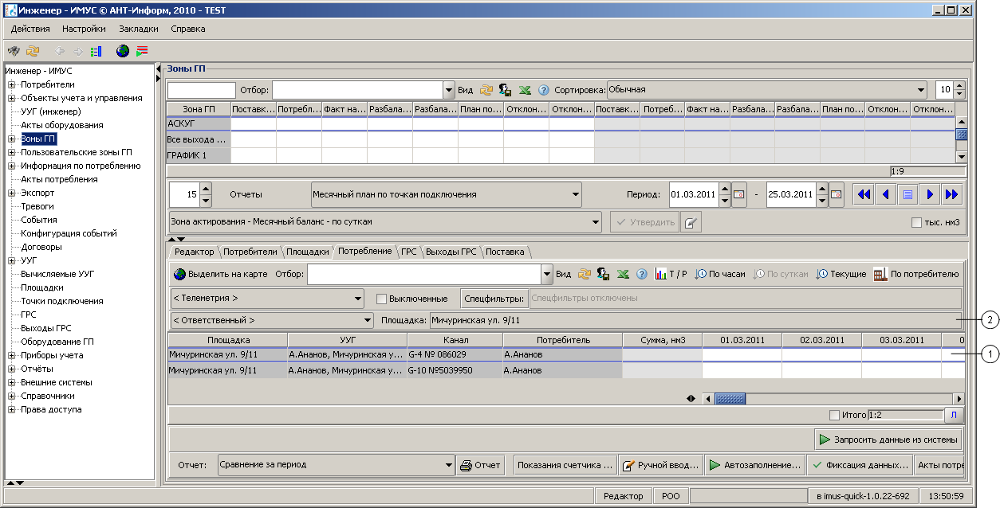 Инженер - ИМУС © АНТ-Информ, 2010 - TEST
Действия Настройки Закладки Справка
Инженер - ИМУС
Потребители
Объекты учета и управления
УУГ (инженер)
Акты оборудования
Зоны ГП
Пользовательские зоны ГП
Информация по потреблению
Акты потребления
Экспорт
Тревоги
События
Конфигурация событий
Договоры
УУГ
Вычисляемые УУГ
Площадки
Точки подключения
ГРС
Выходы ГРС
Оборудование ГП
Приборы учета
Отчёты
Внешние системы
Справочники
Права доступа
Зоны ГП
Отбор: Вид Сортировка: Обычная 10
Зона ГП Поставк... Потребл... Факт на... Разбала... Разбала... План по... Отклон... Отклон... Поставк... Потреб... Факт на... Разбала... Разбала... План по... Отклон... Отклон...
АСКУГ
Все выхода ...
ГРАФИК 1
1:9
15 Отчеты Месячный план по точкам подключения Период: 01.03.2011 - 25.03.2011
Зона актирования - Месячный баланс - по суткам Утвердить тыс. нм3
Редактор Потребители Площадки Потребление ГРС Выходы ГРС Поставка
Выделить на карте Отбор: Вид Т / Р По часам По суткам Текущие По потребителю
< Телеметрия > Выключенные Спецфильтры: Спецфильтры отключены
< Ответственный > Площадка: Мичуринская ул. 9/11 2
Площадка УУГ Канал Потребитель Сумма, нм3 01.03.2011 02.03.2011 03.03.2011 0
Мичуринская ул. 9/11 А.Ананов, Мичуринская у... G-4 № 086029 А.Ананов 1
Мичуринская ул. 9/11 А.Ананов, Мичуринская у... G-10 №5039950 А.Ананов
Итого 1:2 Л
Запросить данные из системы
Отчет: Сравнение за период Отчет Показания счетчика ... Ручной ввод... Автозаполнение... Фиксация данных... Акты потре
Редактор РОО в imus-quick-1.0.22-692 13:50:59